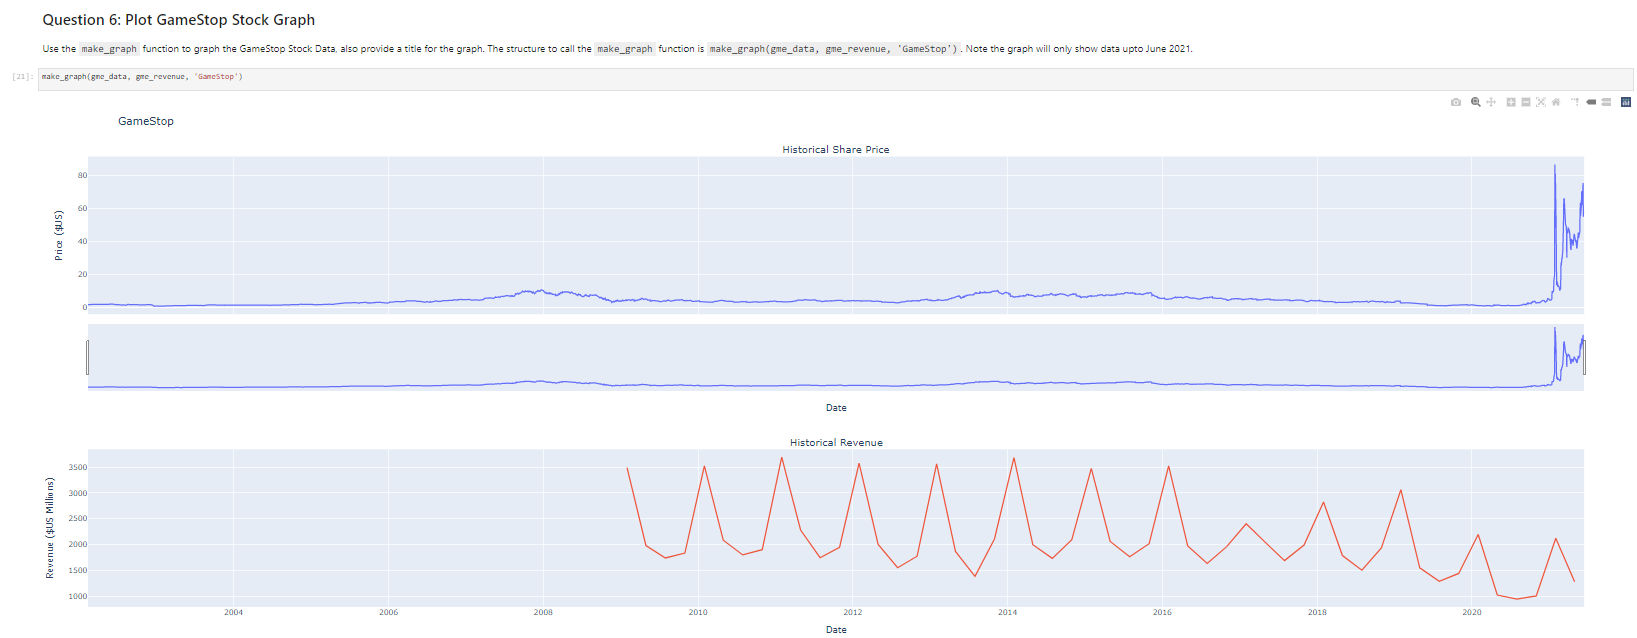 Question 6: Plot GameStop Stock Graph
Use the make_graph function to graph the GameStop Stock Data, also provide a title for the graph. The structure to call the make_graph function is make_graph(gme_data, gme_revenue, 'GameStop'). Note the graph will only show data upto June 2021.
[21]: make_graph(gme_data, gme_revenue, 'GameStop')
GameStop
Historical Share Price
80
60
40
20
0
Price ($US)
Date
Historical Revenue
3500
3000
2500
2000
1500
1000
Revenue ($US Millions)
2004 2006 2008 2010 2012 2014 2016 2018 2020
Date